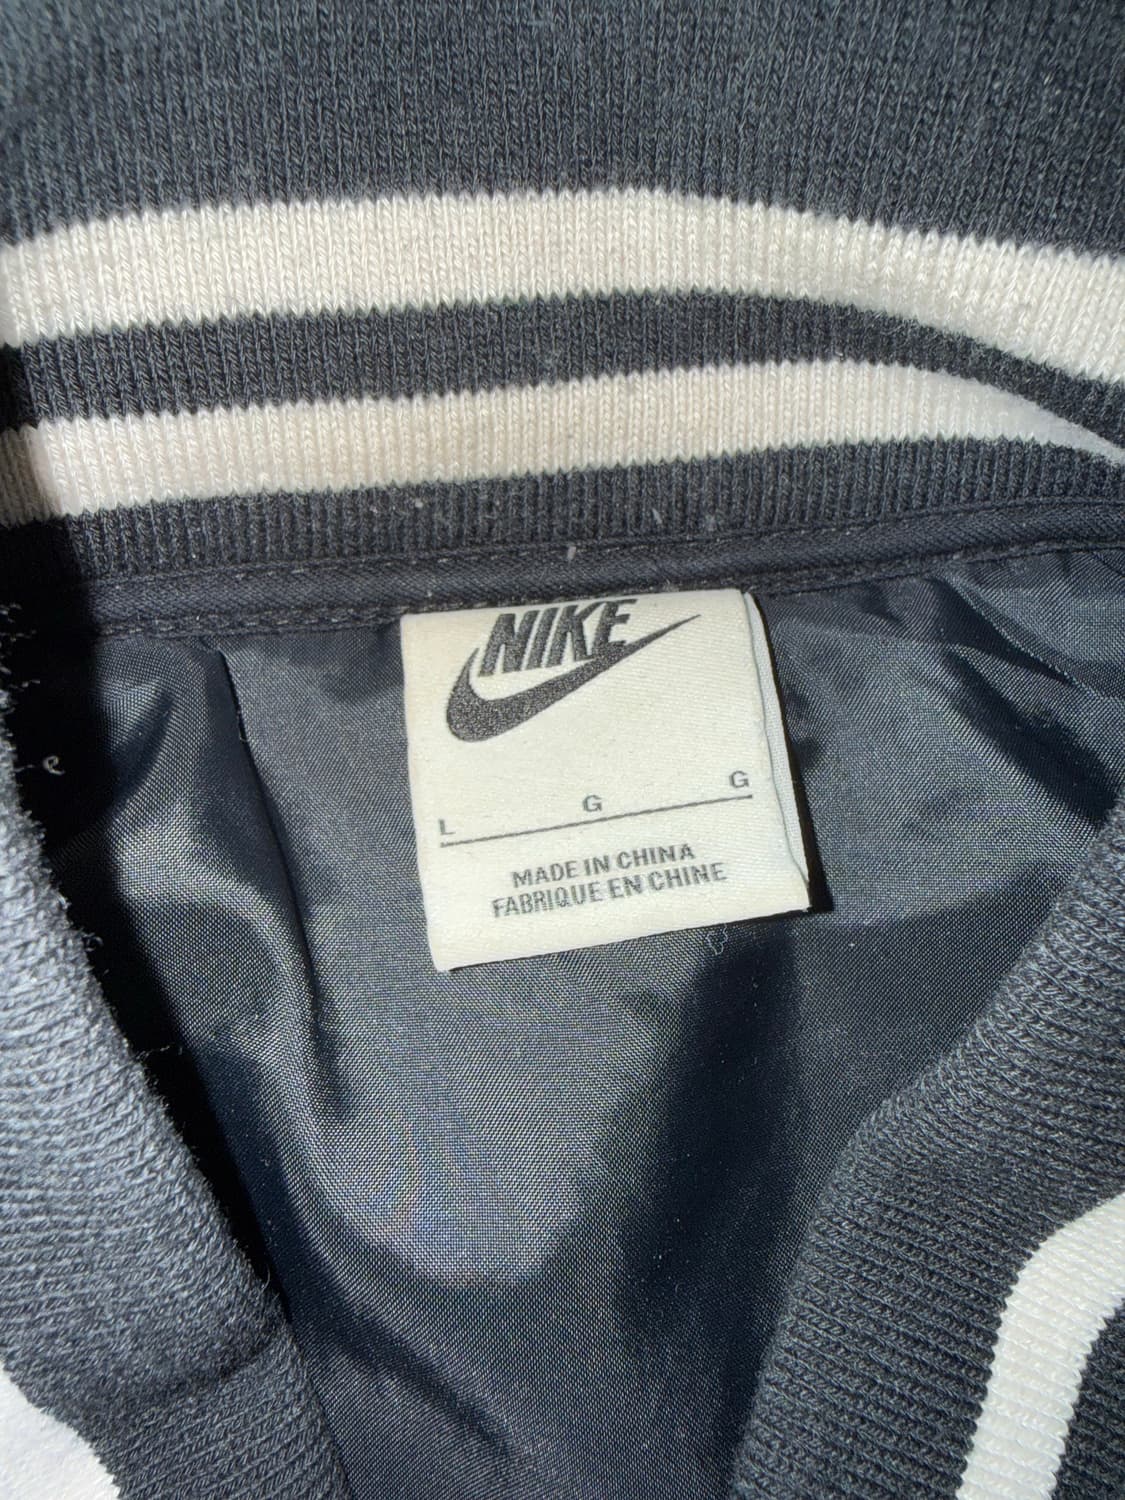 NIKE
L G G
MADE IN CHINA
FABRIQUE EN CHINE